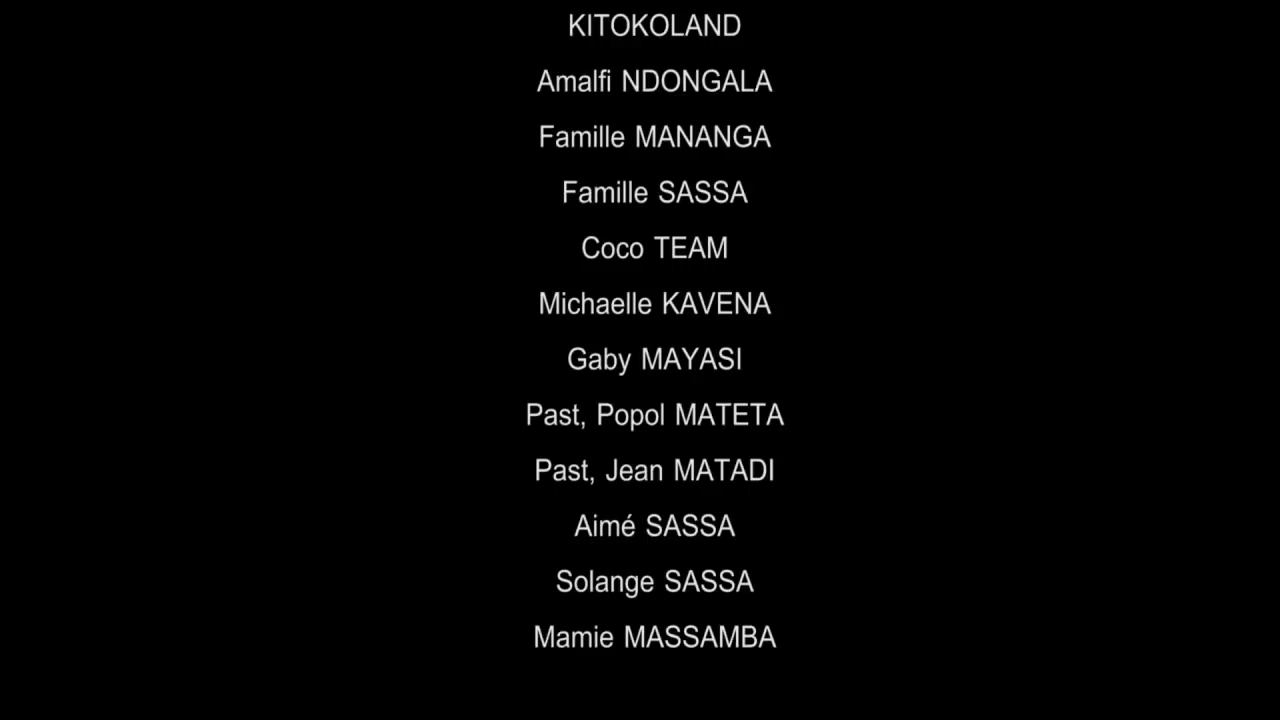 KITOKOLAND
Amalfi NDONGALA
Famille MANANGA
Famille SASSA
Coco TEAM
Michaelle KAVENA
Gaby MAYASI
Past, Popol MATETA
Past, Jean MATADI
Aimé SASSA
Solange SASSA
Mamie MASSAMBA